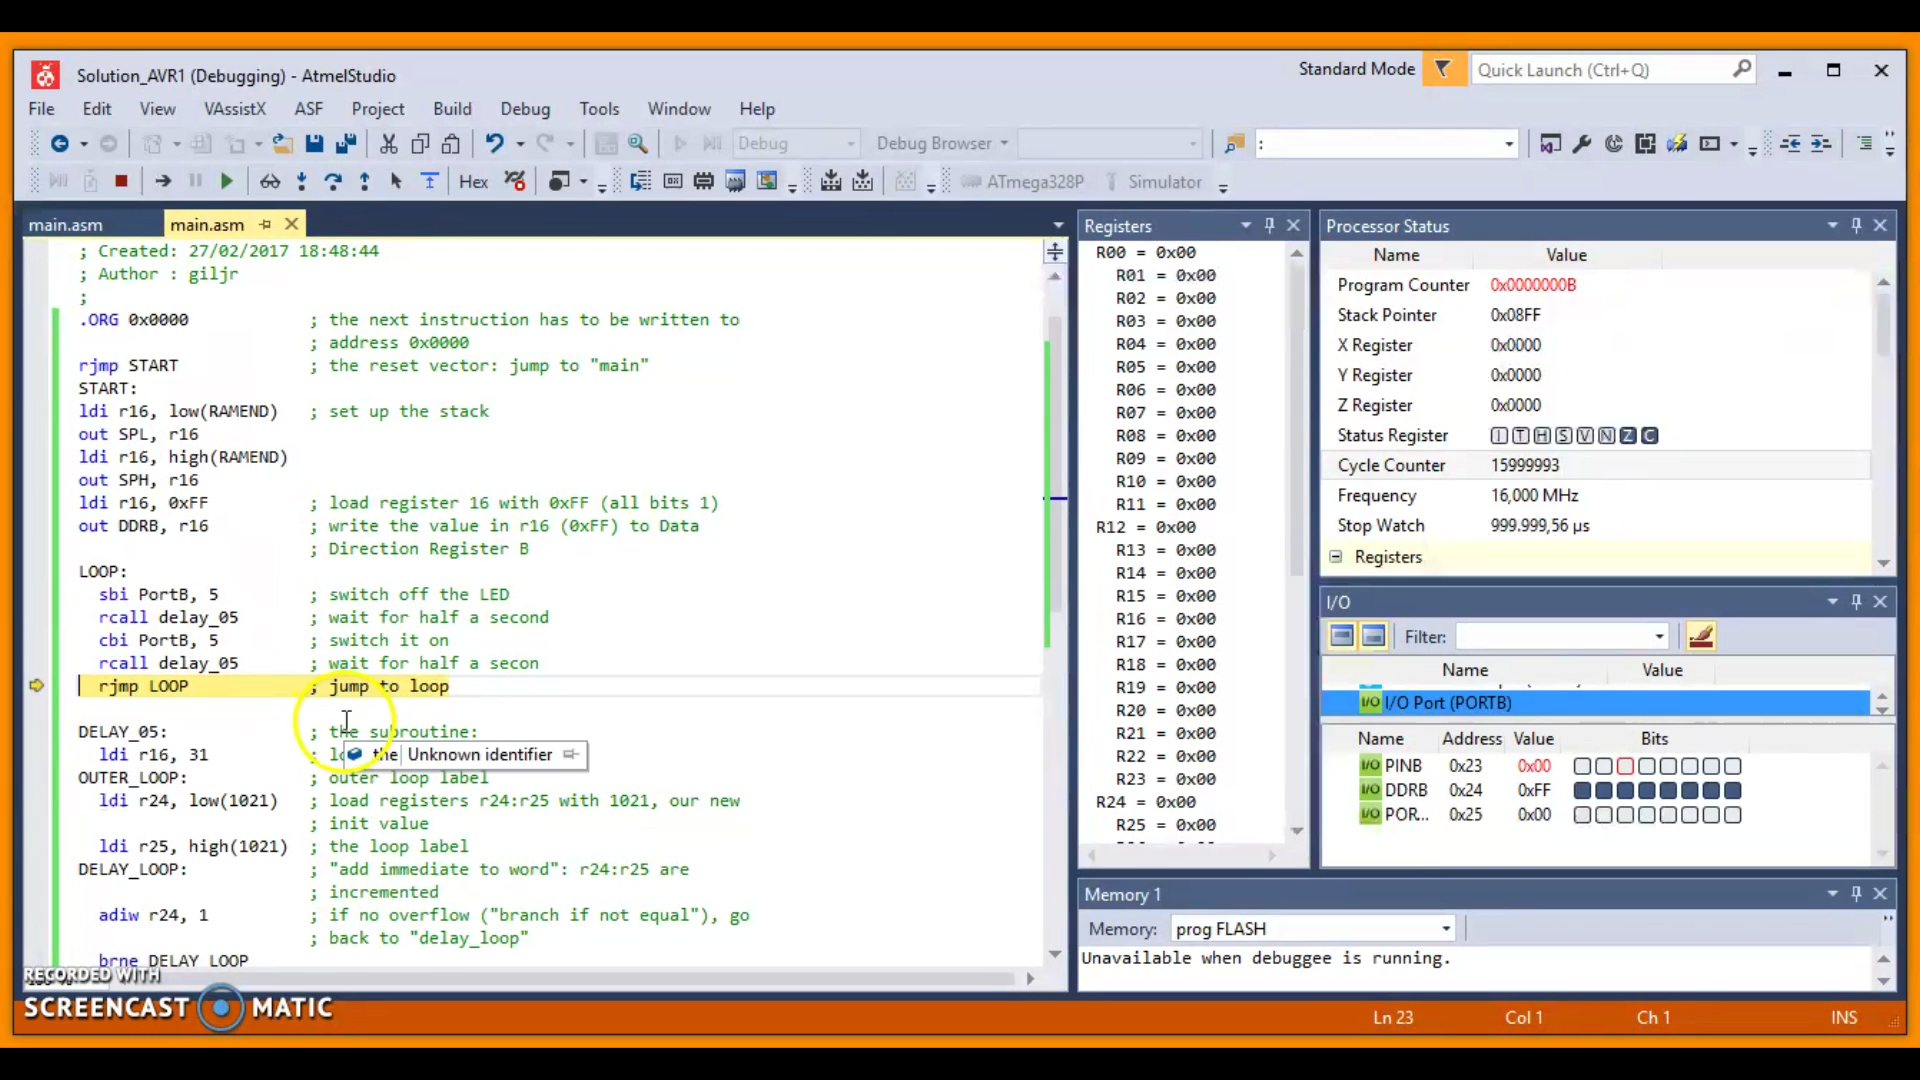 Solution_AVR1 (Debugging) - AtmelStudio
Standard Mode
Quick Launch (Ctrl+Q)
File Edit View VAssistX ASF Project Build Debug Tools Window Help
Debug
Debug Browser
:
Hex
ATmega328P
Simulator
main.asm
main.asm
; Created: 27/02/2017 18:48:44
; Author : giljr
;
.ORG 0x0000 ; the next instruction has to be written to
; address 0x0000
rjmp START ; the reset vector: jump to "main"
START:
ldi r16, low(RAMEND) ; set up the stack
out SPL, r16
ldi r16, high(RAMEND)
out SPH, r16
ldi r16, 0xFF ; load register 16 with 0xFF (all bits 1)
out DDRB, r16 ; write the value in r16 (0xFF) to Data
; Direction Register B
LOOP:
sbi PortB, 5 ; switch off the LED
rcall delay_05 ; wait for half a second
cbi PortB, 5 ; switch it on
rcall delay_05 ; wait for half a secon
rjmp LOOP ; jump to loop
DELAY_05: ; the subroutine:
ldi r16, 31 ;
the Unknown identifier
OUTER_LOOP: ; outer loop label
ldi r24, low(1021) ; load registers r24:r25 with 1021, our new
; init value
ldi r25, high(1021) ; the loop label
DELAY_LOOP: ; "add immediate to word": r24:r25 are
; incremented
adiw r24, 1 ; if no overflow ("branch if not equal"), go
; back to "delay_loop"
brne DELAY_LOOP
RECORDED WITH
SCREENCAST MATIC
Registers
R00 = 0x00
R01 = 0x00
R02 = 0x00
R03 = 0x00
R04 = 0x00
R05 = 0x00
R06 = 0x00
R07 = 0x00
R08 = 0x00
R09 = 0x00
R10 = 0x00
R11 = 0x00
R12 = 0x00
R13 = 0x00
R14 = 0x00
R15 = 0x00
R16 = 0x00
R17 = 0x00
R18 = 0x00
R19 = 0x00
R20 = 0x00
R21 = 0x00
R22 = 0x00
R23 = 0x00
R24 = 0x00
R25 = 0x00
Processor Status
Name Value
Program Counter 0x0000000B
Stack Pointer 0x08FF
X Register 0x0000
Y Register 0x0000
Z Register 0x0000
Status Register I T H S V N Z C
Cycle Counter 15999993
Frequency 16,000 MHz
Stop Watch 999.999,56 µs
Registers
I/O
Filter:
Name Value
I/O I/O Port (PORTB)
Name Address Value Bits
I/O PINB 0x23 0x00
I/O DDRB 0x24 0xFF
I/O POR... 0x25 0x00
Memory 1
Memory: prog FLASH
Unavailable when debuggee is running.
Ln 23 Col 1 Ch 1 INS